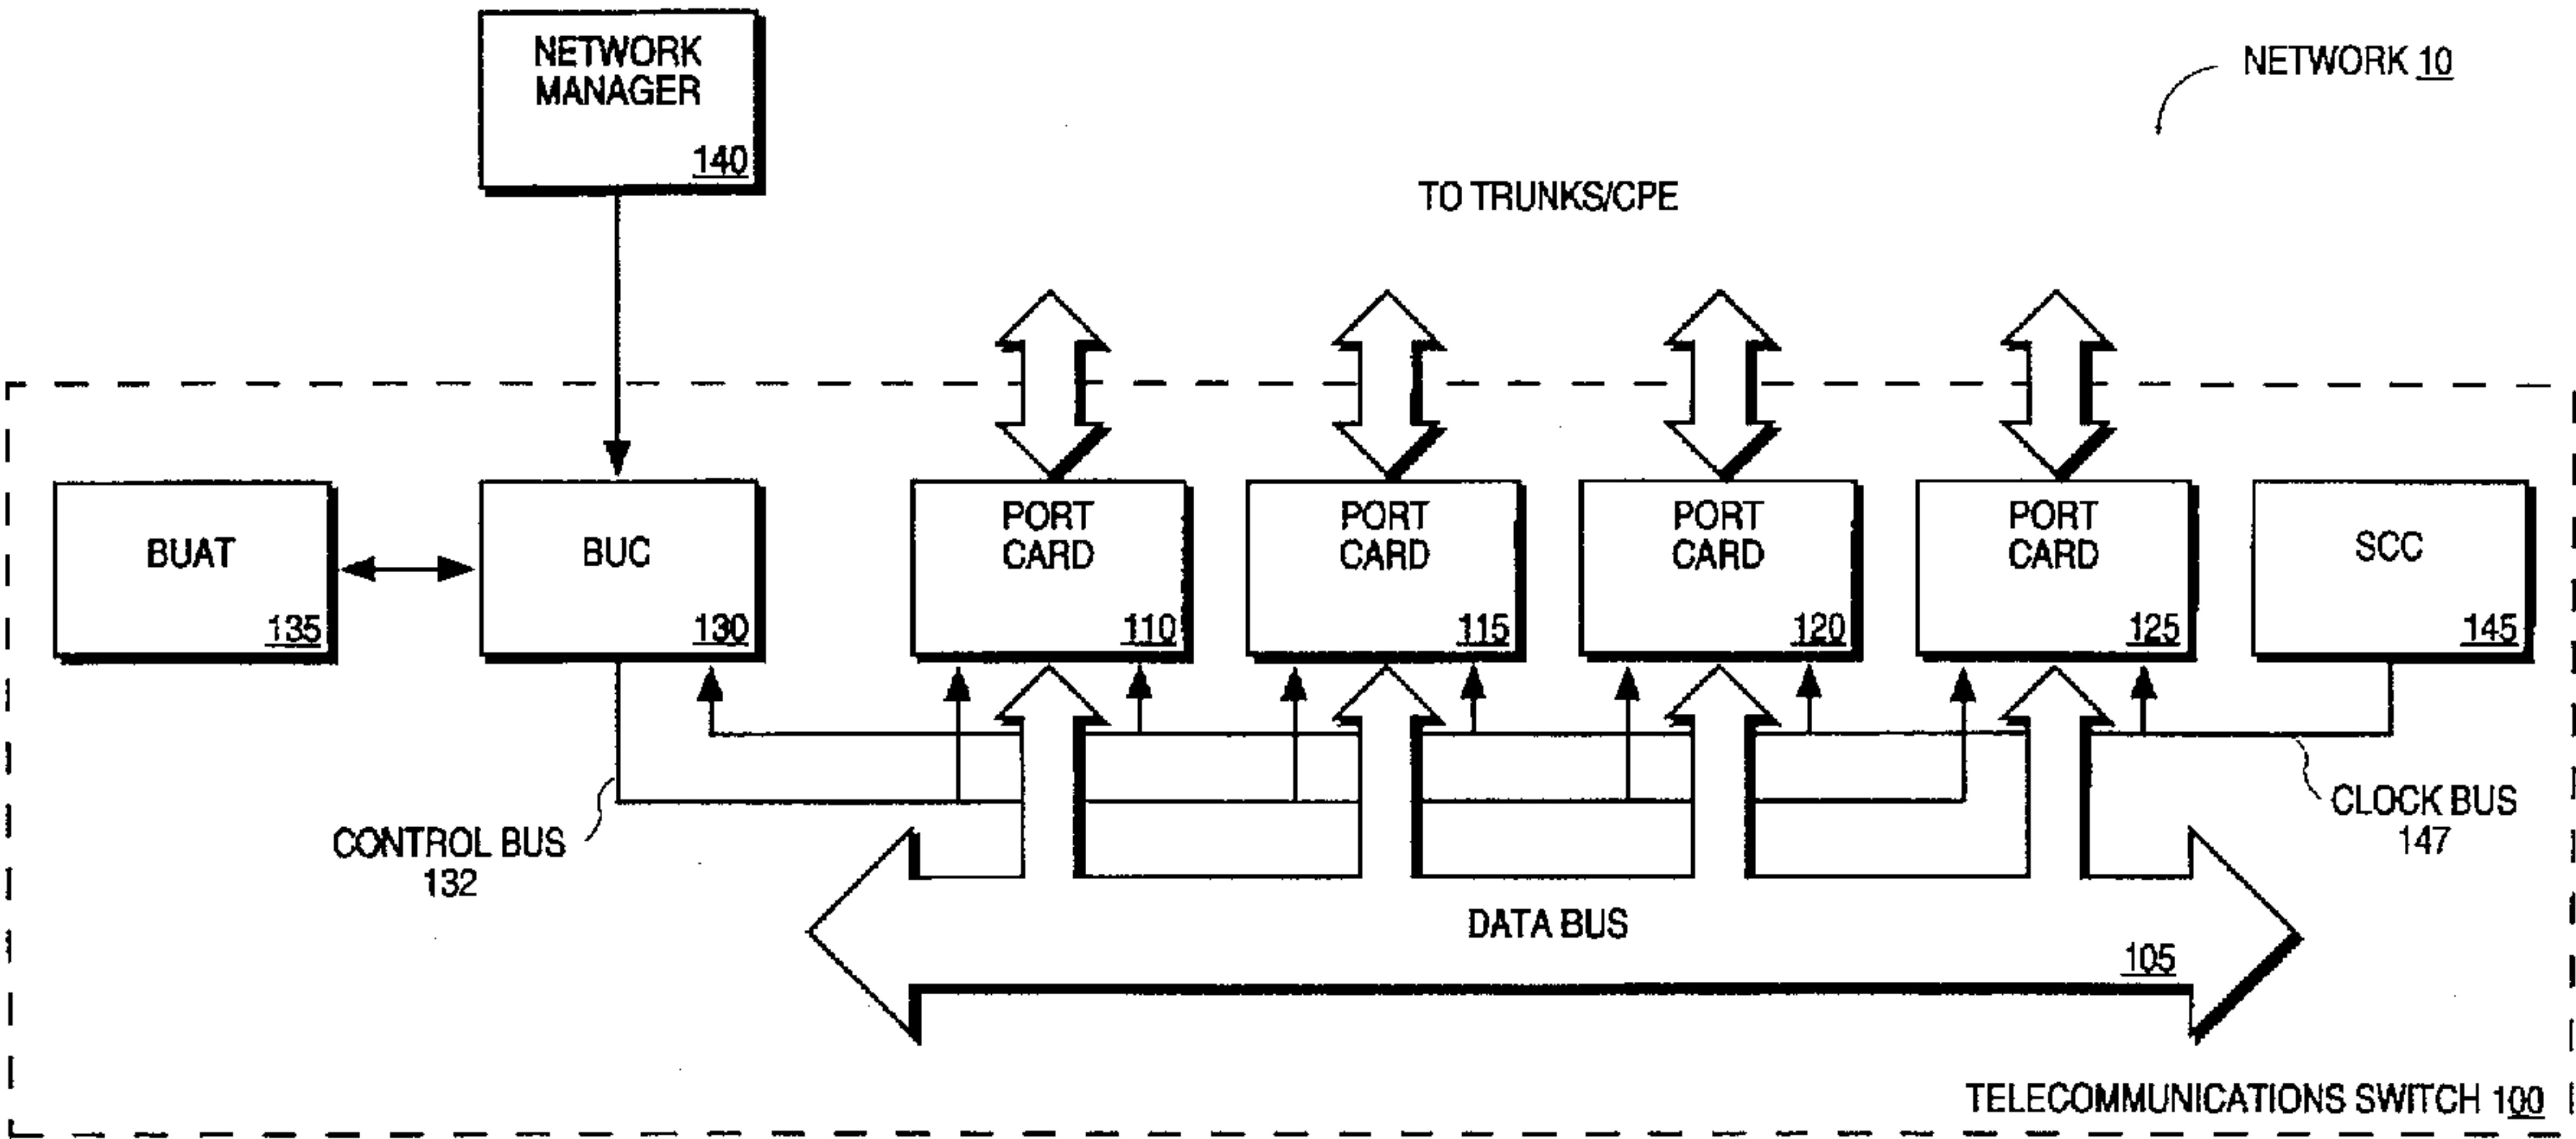 NETWORK
MANAGER
140
NETWORK 10
TO TRUNKS/CPE
BUAT
135
BUC
130
PORT
CARD
110
PORT
CARD
115
PORT
CARD
120
PORT
CARD
125
SCC
145
CONTROL BUS
132
CLOCK BUS
147
DATA BUS
105
TELECOMMUNICATIONS SWITCH 100